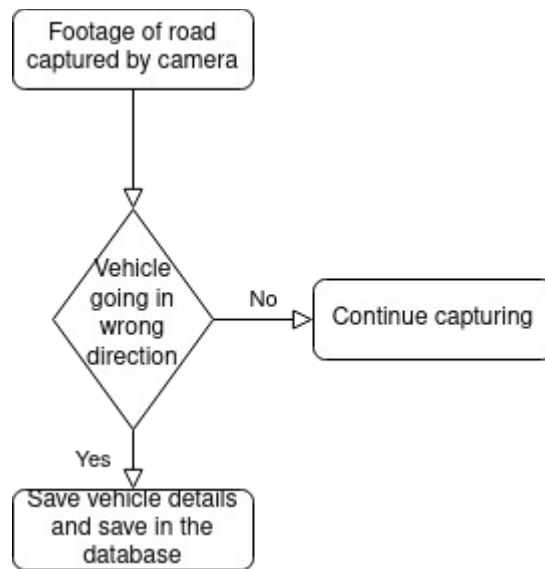 Footage of road
captured by camera
Vehicle
going in
wrong
direction
No
Continue capturing
Yes
Save vehicle details
and save in the
database